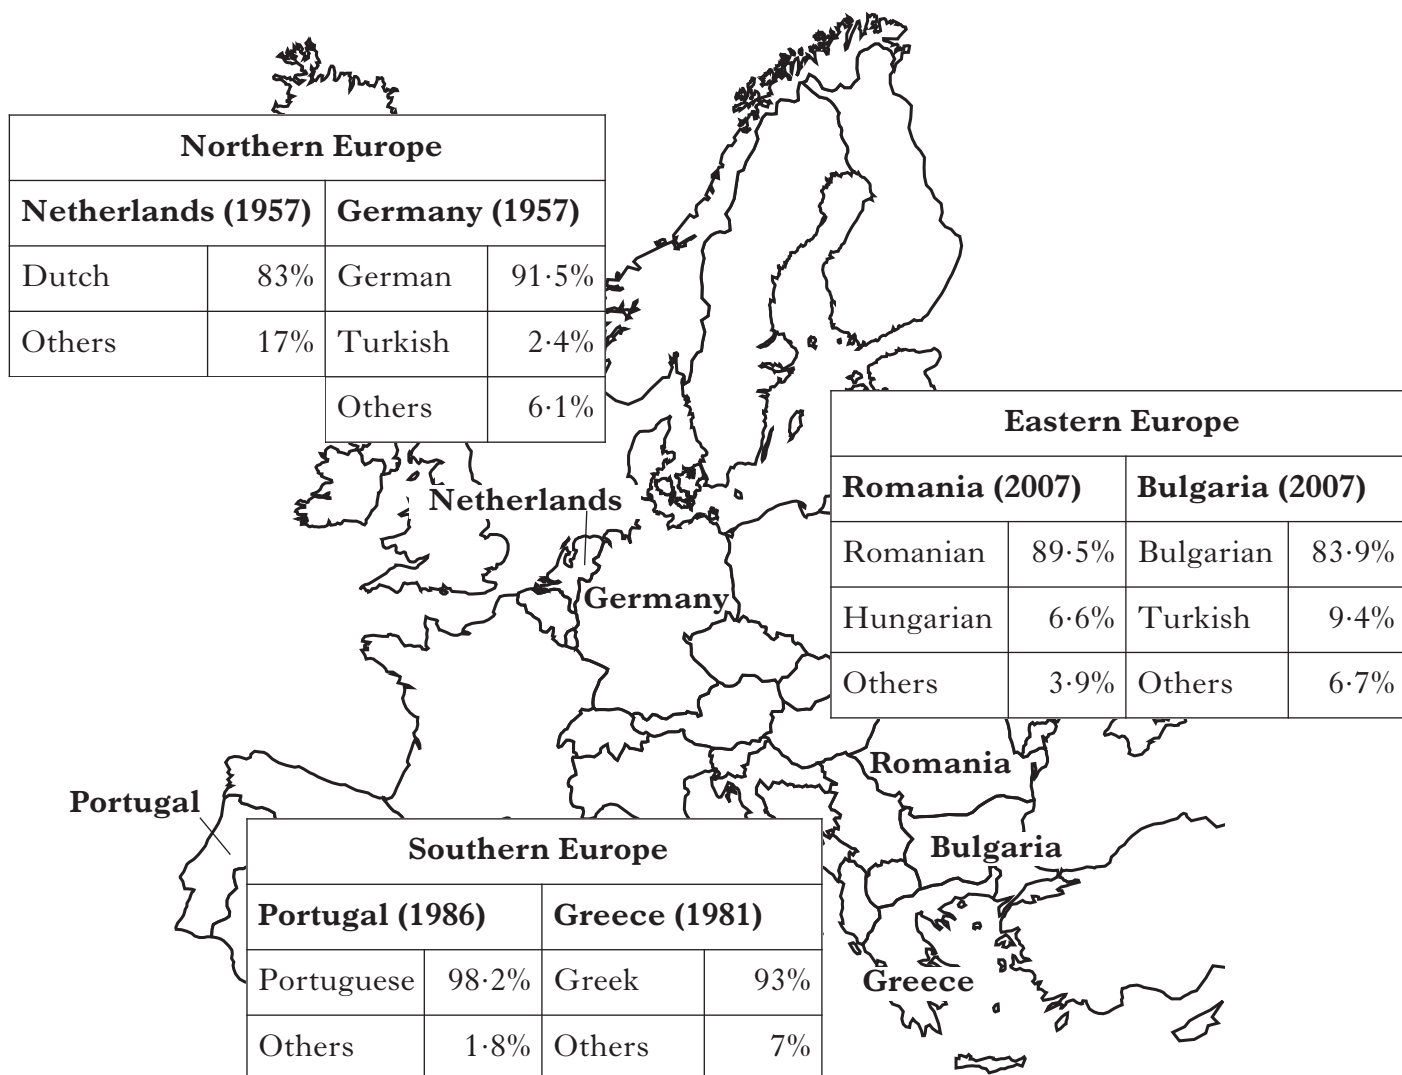 Northern Europe
Netherlands (1957) Germany (1957)
Dutch 83% German 91·5%
Others 17% Turkish 2·4%
Others 6·1%
Eastern Europe
Romania (2007) Bulgaria (2007)
Romanian 89·5% Bulgarian 83·9%
Hungarian 6·6% Turkish 9·4%
Others 3·9% Others 6·7%
Netherlands
Germany
Romania
Portugal
Bulgaria
Southern Europe
Portugal (1986) Greece (1981)
Portuguese 98·2% Greek 93%
Others 1·8% Others 7%
Greece